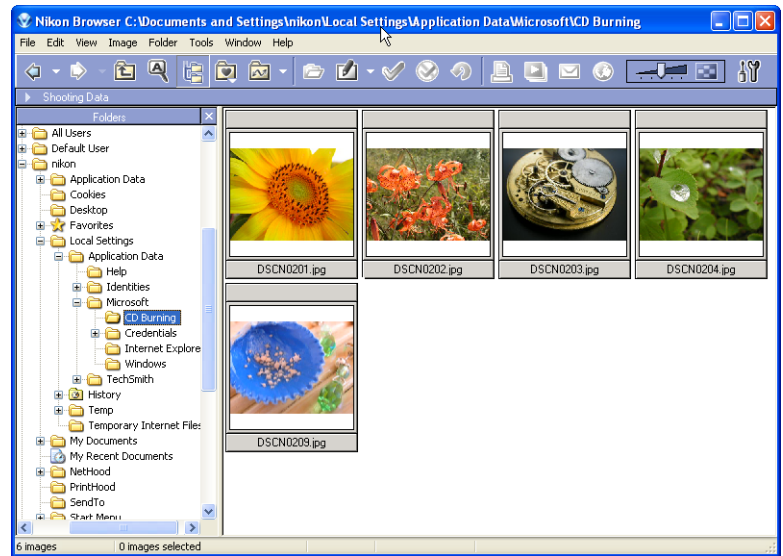 Nikon Browser C:\Documents and Settings\nikon\Local Settings\Application Data\Microsoft\CD Burning
File Edit View Image Folder Tools Window Help
Shooting Data
Folders
All Users
Default User
nikon
Application Data
Cookies
Desktop
Favorites
Local Settings
Application Data
Help
Identities
Microsoft
CD Burning
Credentials
Internet Explore
Windows
TechSmith
History
Temp
Temporary Internet Files
My Documents
My Recent Documents
NetHood
PrintHood
SendTo
Start Menu
DSCN0201.jpg DSCN0202.jpg DSCN0203.jpg DSCN0204.jpg
DSCN0209.jpg
6 images 0 images selected